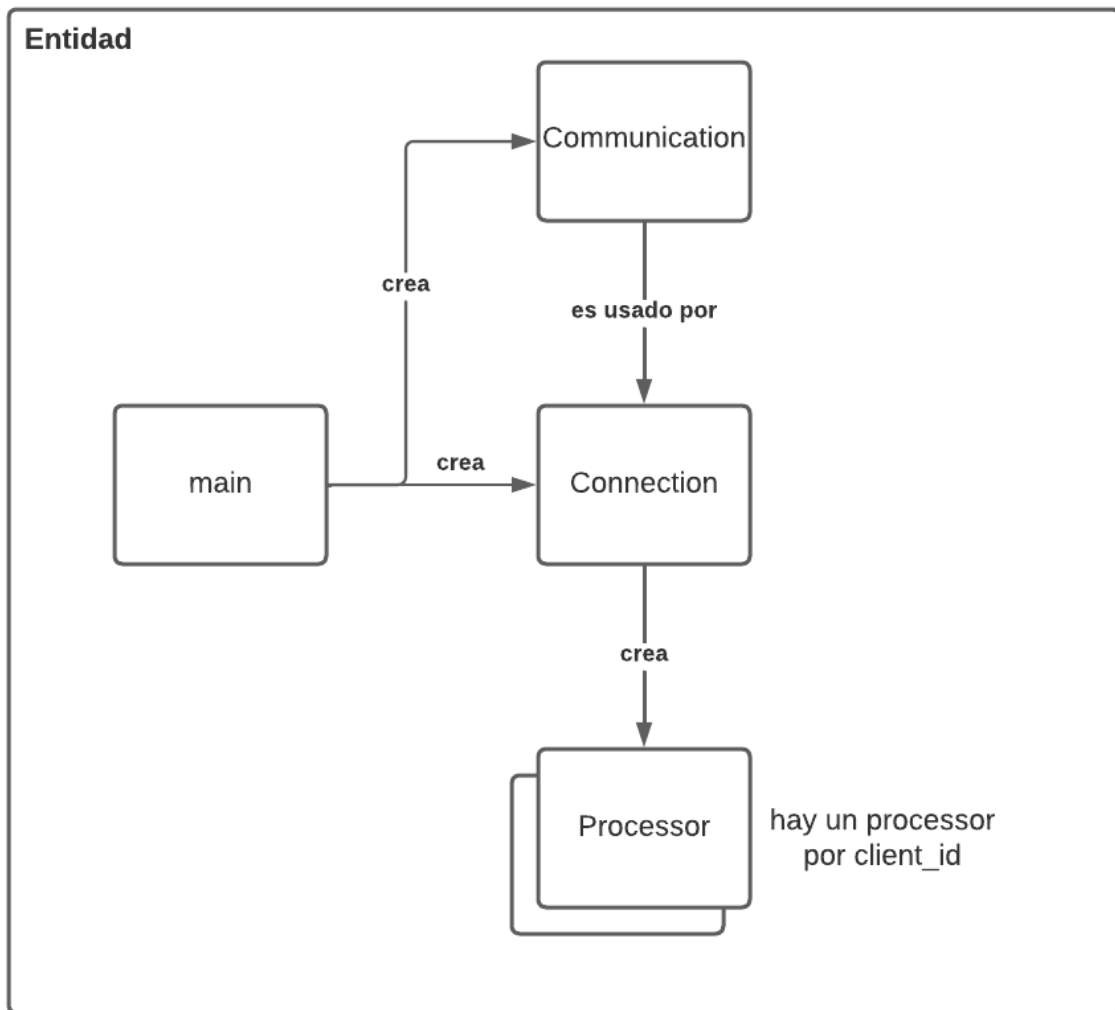 Entidad
Communication
crea
es usado por
main
crea
Connection
crea
Processor
hay un processor
por client_id